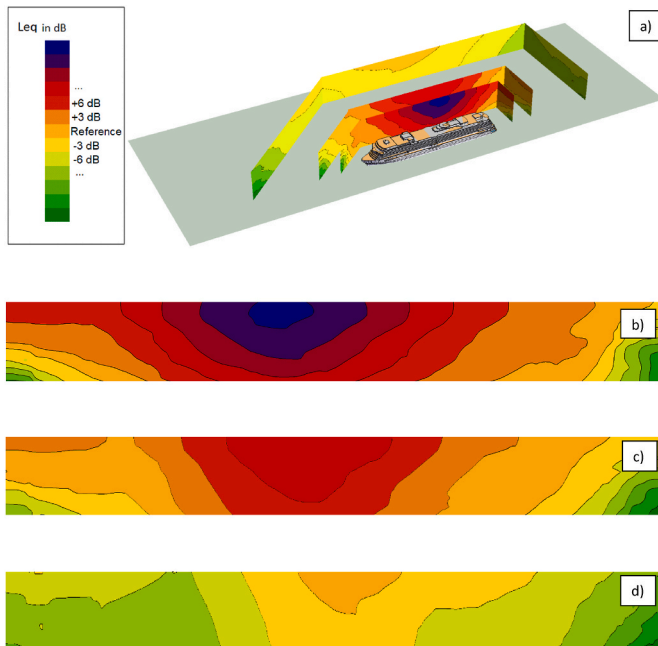 Leq in dB
a)
...
+6 dB
+3 dB
Reference
-3 dB
-6 dB
...
b)
c)
d)